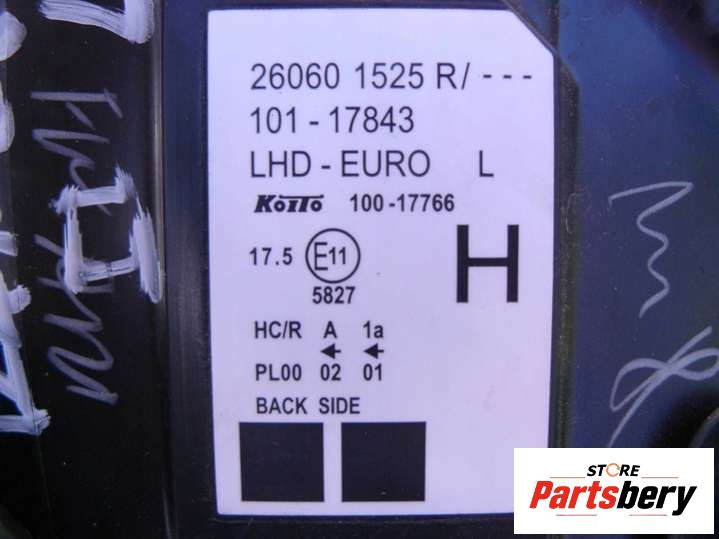 26060 1525 R/ - - -
101 - 17843
LHD - EURO L
KOITO 100 -17766
17.5 E11 H
5827
HC/R A 1a
PL00 02 01
BACK SIDE
STORE
Partsbery